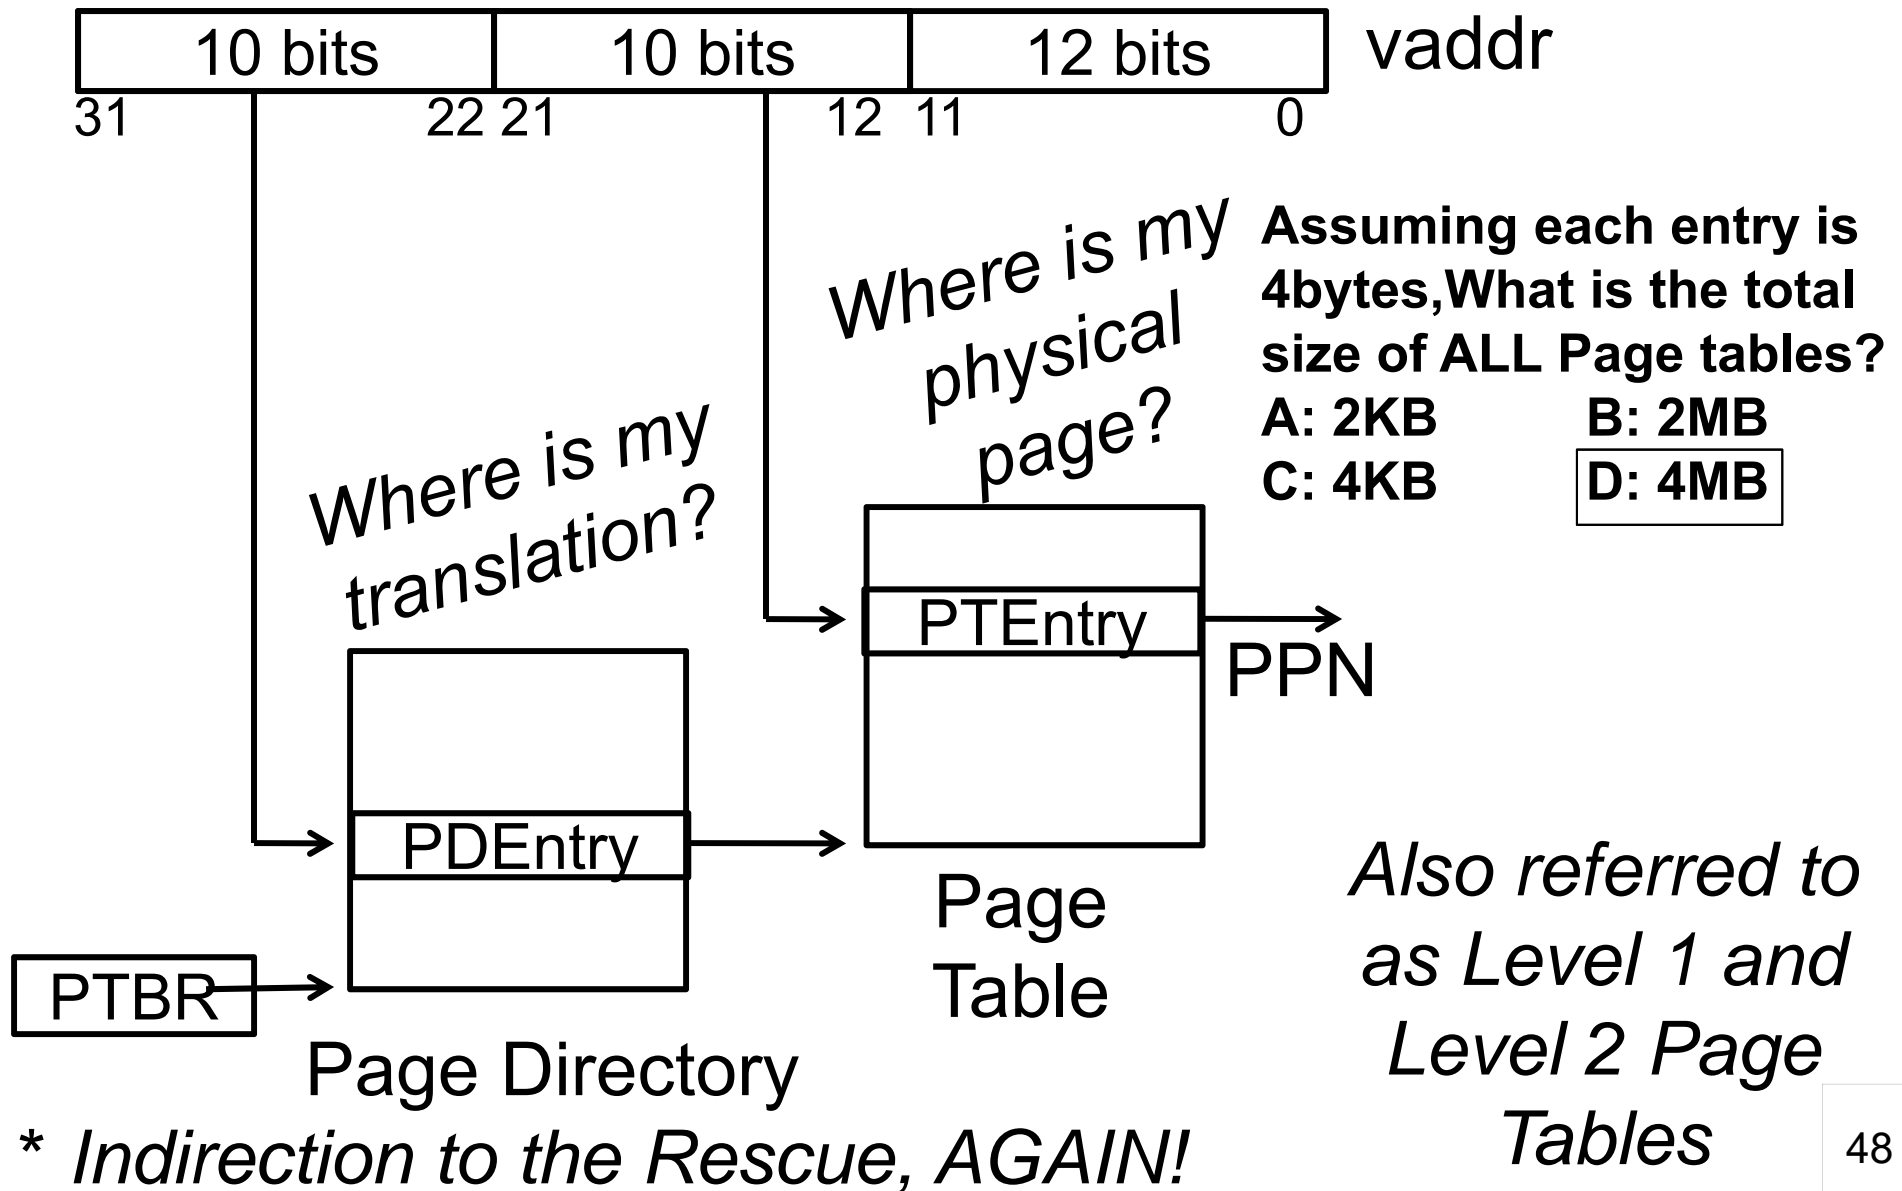 10 bits 10 bits 12 bits vaddr
31 22 21 12 11 0
Where is my
physical
page?
Assuming each entry is
4bytes,What is the total
size of ALL Page tables?
A: 2KB B: 2MB
C: 4KB D: 4MB
Where is my
translation?
PTEntry
PPN
PDEntry
Page
Table
PTBR
Page Directory
Also referred to
as Level 1 and
Level 2 Page
Tables
* Indirection to the Rescue, AGAIN!
48